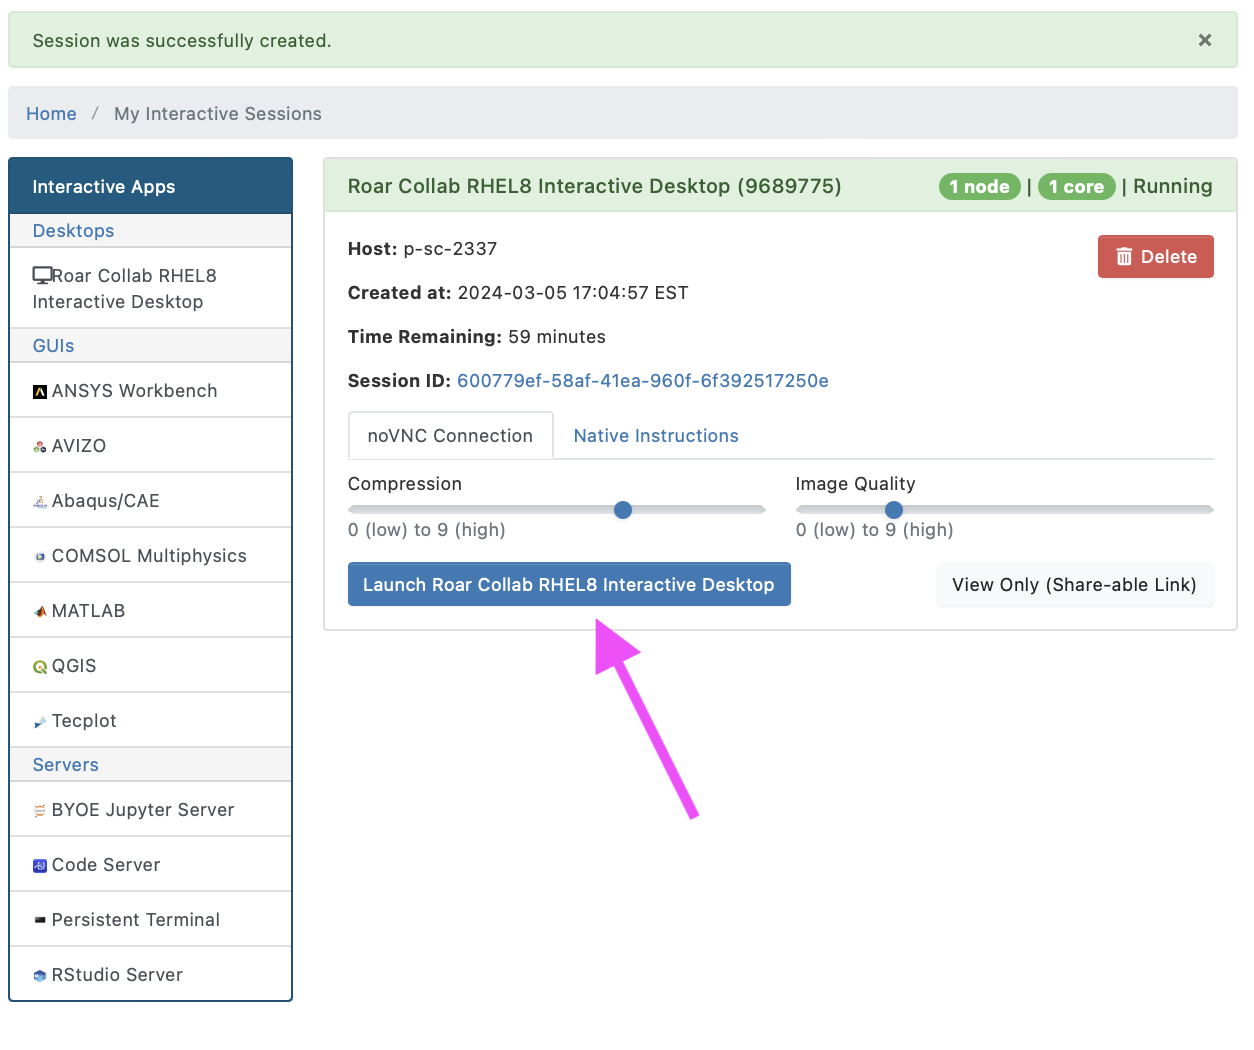 Session was successfully created.
×
Home / My Interactive Sessions
Interactive Apps
Desktops
Roar Collab RHEL8
Interactive Desktop
GUIs
ANSYS Workbench
AVIZO
Abaqus/CAE
COMSOL Multiphysics
MATLAB
QGIS
Tecplot
Servers
BYOE Jupyter Server
Code Server
Persistent Terminal
RStudio Server
Roar Collab RHEL8 Interactive Desktop (9689775) 1 node | 1 core | Running
Host: p-sc-2337
Delete
Created at: 2024-03-05 17:04:57 EST
Time Remaining: 59 minutes
Session ID: 600779ef-58af-41ea-960f-6f392517250e
noVNC Connection Native Instructions
Compression
0 (low) to 9 (high)
Image Quality
0 (low) to 9 (high)
Launch Roar Collab RHEL8 Interactive Desktop
View Only (Share-able Link)